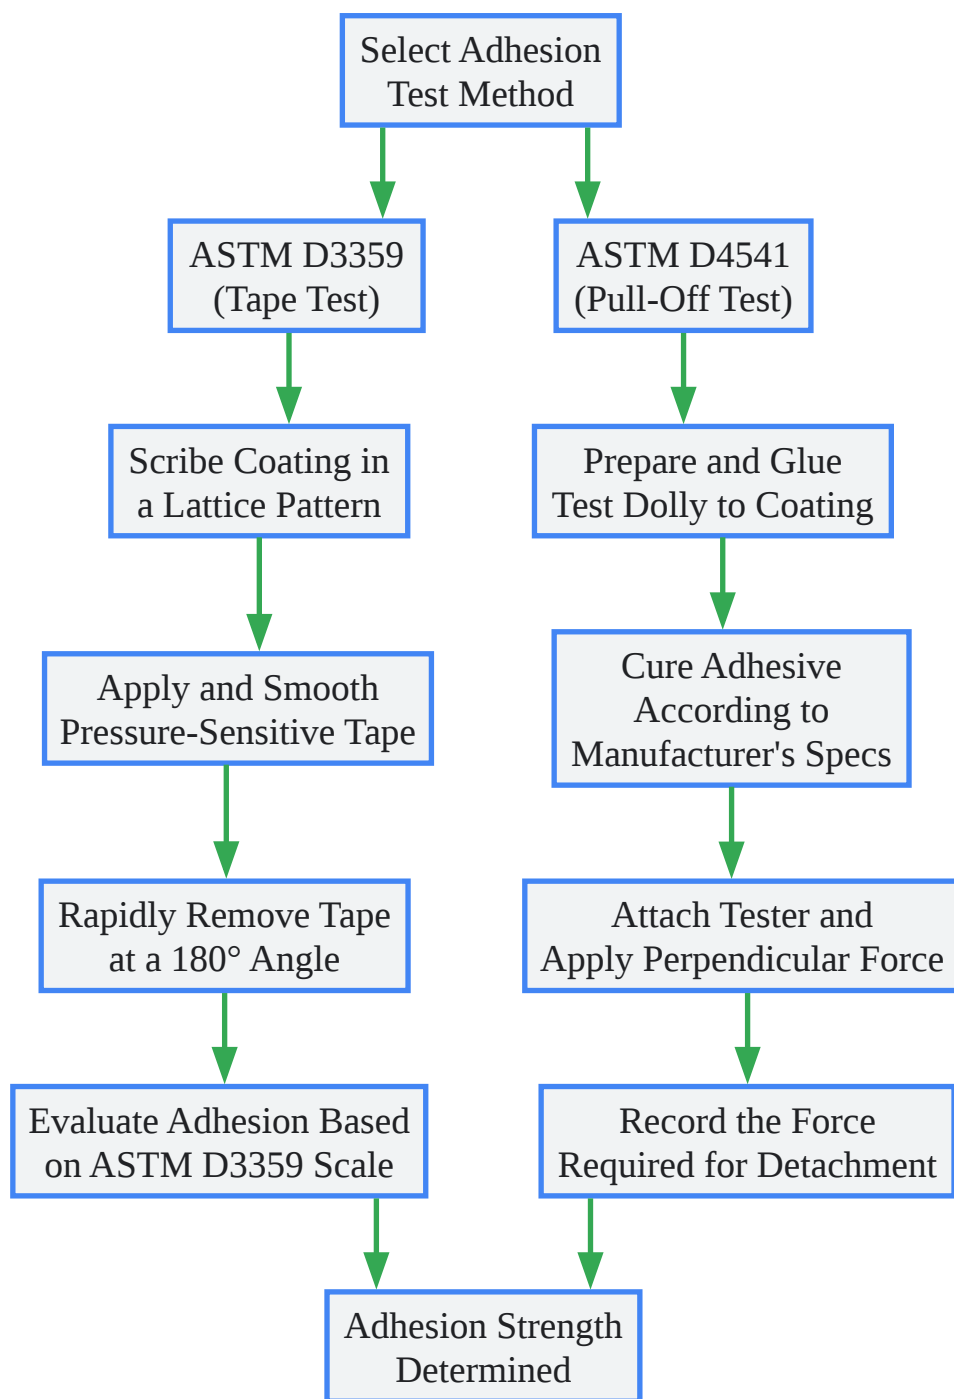 Select Adhesion
Test Method
ASTM D3359
(Tape Test)
ASTM D4541
(Pull-Off Test)
Scribe Coating in
a Lattice Pattern
Prepare and Glue
Test Dolly to Coating
Apply and Smooth
Pressure-Sensitive Tape
Cure Adhesive
According to
Manufacturer's Specs
Rapidly Remove Tape
at a 180° Angle
Attach Tester and
Apply Perpendicular Force
Evaluate Adhesion Based
on ASTM D3359 Scale
Record the Force
Required for Detachment
Adhesion Strength
Determined